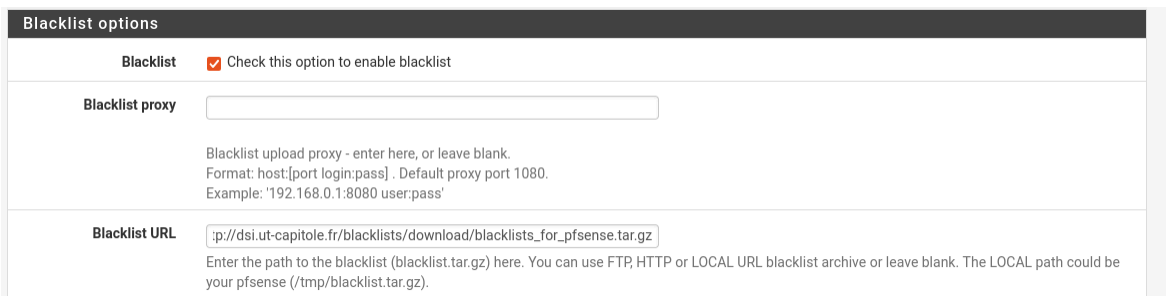 Blacklist options
Blacklist Check this option to enable blacklist
Blacklist proxy
Blacklist upload proxy - enter here, or leave blank.
Format: host:[port login:pass] . Default proxy port 1080.
Example: '192.168.0.1:8080 user:pass'
Blacklist URL :p://dsi.ut-capitole.fr/blacklists/download/blacklists_for_pfsense.tar.gz
Enter the path to the blacklist (blacklist.tar.gz) here. You can use FTP, HTTP or LOCAL URL blacklist archive or leave blank. The LOCAL path could be
your pfsense (/tmp/blacklist.tar.gz).